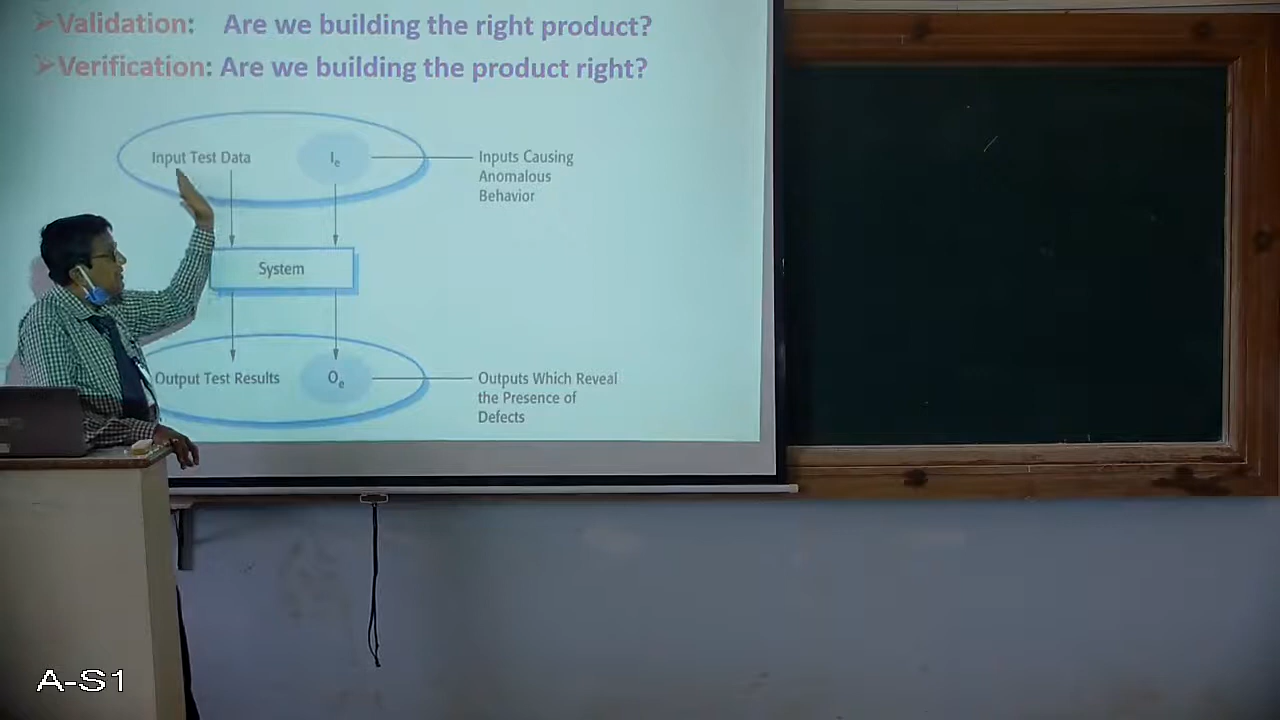 ➢Validation: Are we building the right product?
➢Verification: Are we building the product right?
Input Test Data
Ie
Inputs Causing
Anomalous
Behavior
System
Output Test Results
Oe
Outputs Which Reveal
the Presence of
Defects
A-S1